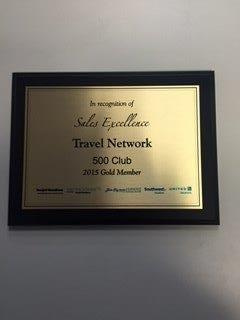 In recognition of
Sales Excellence
Travel Network
500 Club
2015 Gold Member
Southwest UNITED